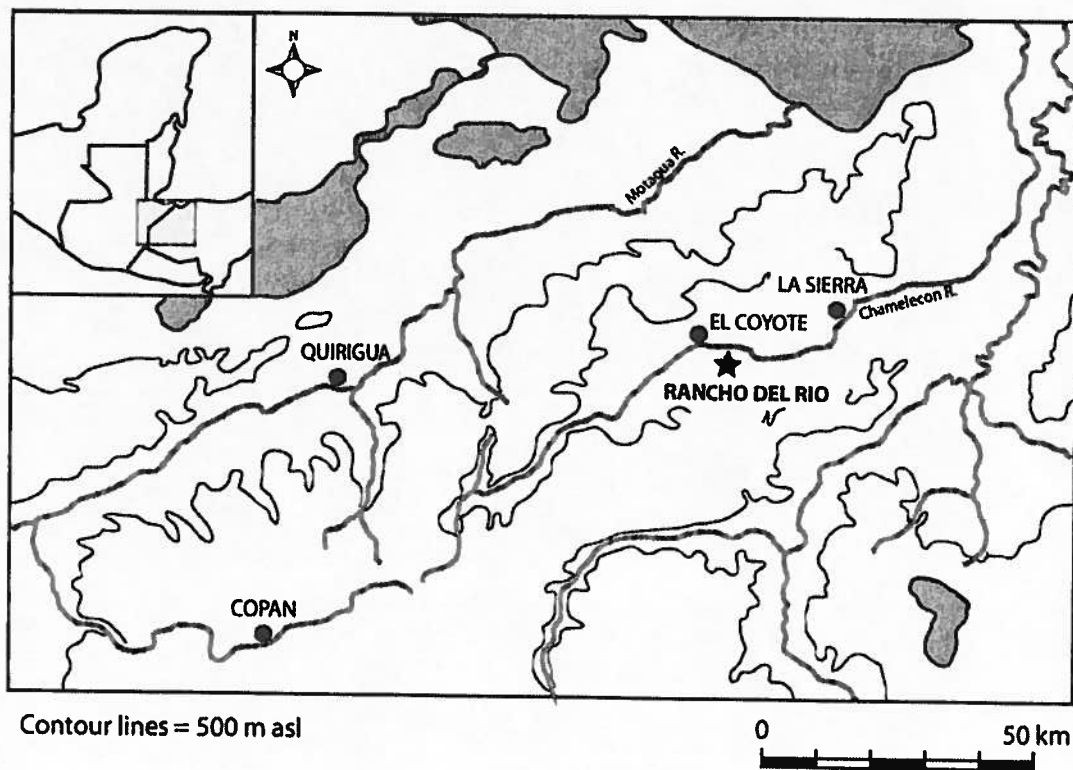 N
Motagua R.
LA SIERRA
Chamelecon R.
EL COYOTE
QUIRIGUA
RANCHO DEL RIO
N
COPAN
Contour lines = 500 m asl
0 50 km